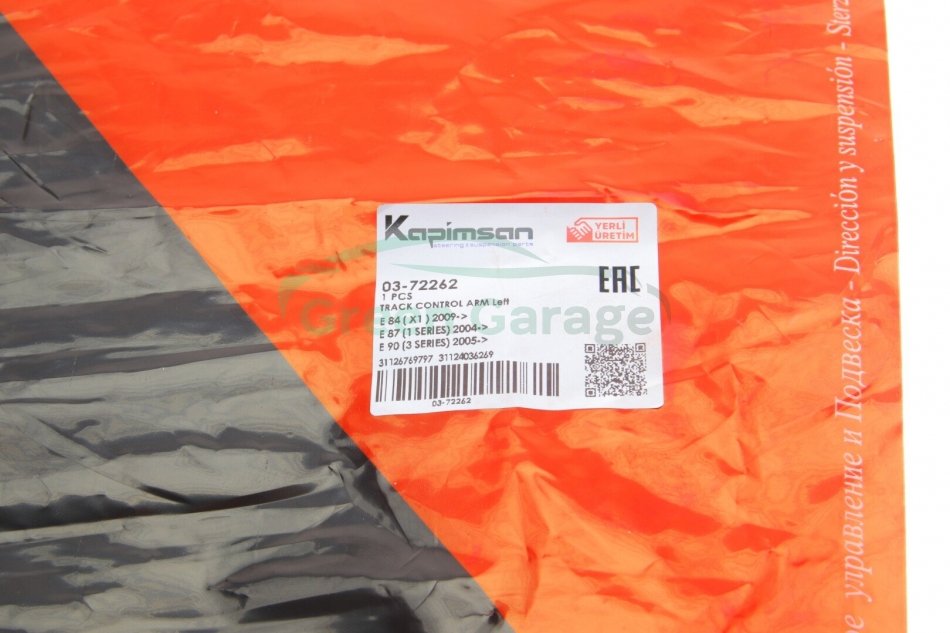 Kapimsan
steering & suspension parts
YERLİ
ÜRETİM
03-72262
1 PCS
TRACK CONTROL ARM Left
EAC
E 84 ( X1 ) 2009->
E 87 (1 SERIES) 2004->
E 90 (3 SERIES) 2005->
31126769797 31124036269
03-72262
Green Garage
управление и Подвеска - Dirección y suspensión -